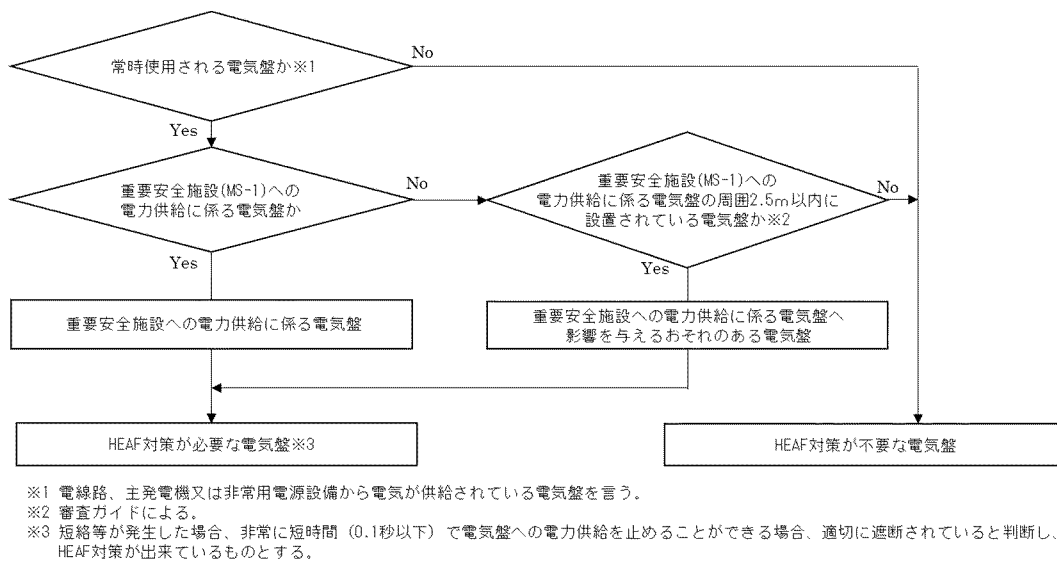 常時使用される電気盤か※1
No
Yes
重要安全施設(MS-1)への
電力供給に係る電気盤か
No
重要安全施設(MS-1)への
電力供給に係る電気盤の周囲2.5m以内に
設置されている電気盤か※2
No
Yes
Yes
重要安全施設への電力供給に係る電気盤
重要安全施設への電力供給に係る電気盤へ
影響を与えるおそれのある電気盤
HEAF対策が必要な電気盤※3
HEAF対策が不要な電気盤
※1 電線路、主発電機又は非常用電源設備から電気が供給されている電気盤を言う。
※2 審査ガイドによる。
※3 短絡等が発生した場合、非常に短時間（0.1秒以下）で電気盤への電力供給を止めることができる場合、適切に遮断されていると判断し、
HEAF対策が出来ているものとする。